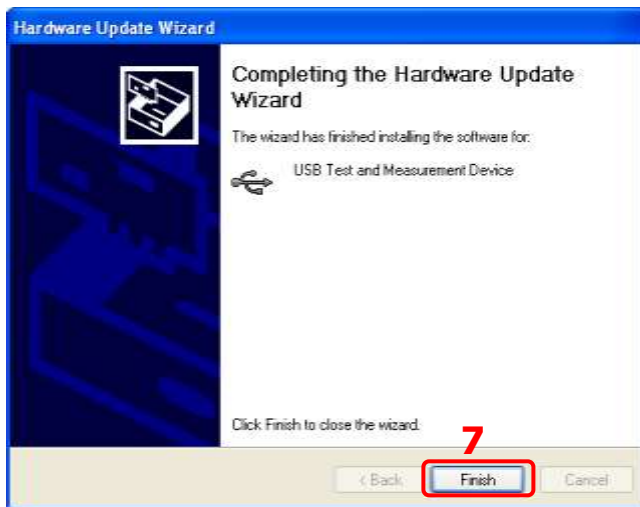 Hardware Update Wizard
Completing the Hardware Update
Wizard
The wizard has finished installing the software for:
USB Test and Measurement Device
Click Finish to close the wizard.
7
< Back
Finish
Cancel